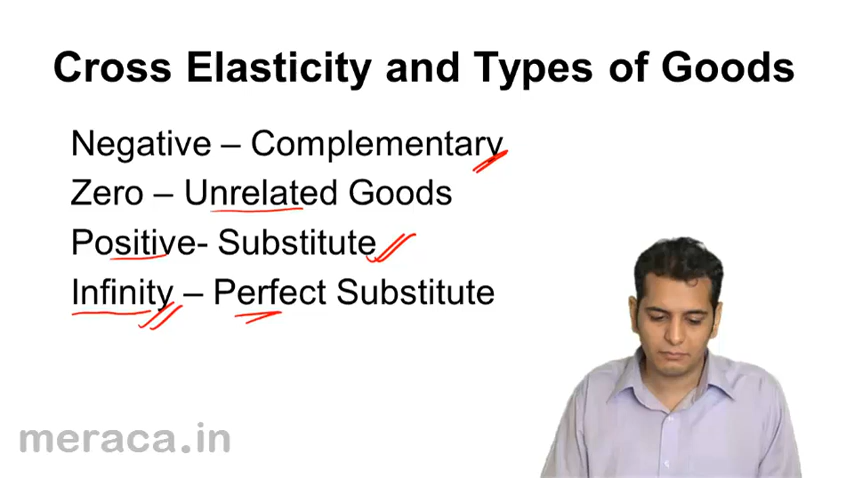 Cross Elasticity and Types of Goods
Negative – Complementary
Zero – Unrelated Goods
Positive- Substitute
Infinity – Perfect Substitute
meraca.in